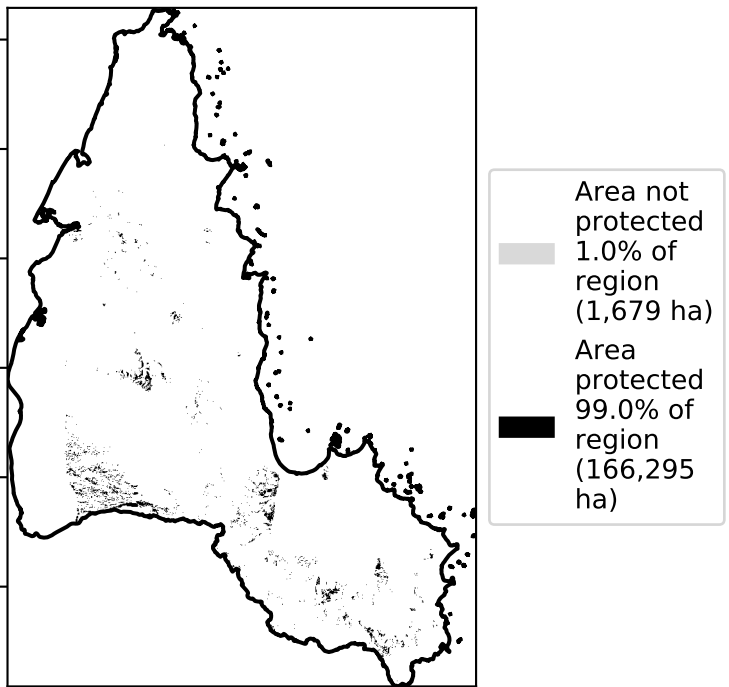 Area not
protected
1.0% of
region
(1,679 ha)
Area
protected
99.0% of
region
(166,295
ha)